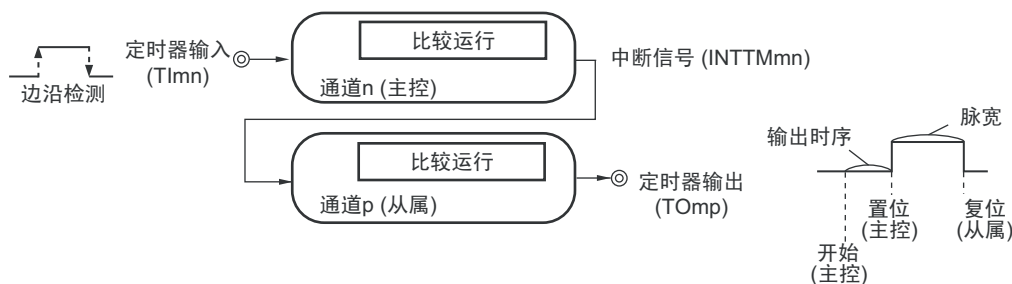 比较运行
定时器输入
(TImn)
中断信号 (INTTMmn)
通道n (主控)
边沿检测
脉宽
输出时序
比较运行
定时器输出
(TOmp)
通道p (从属)
置位
(主控)
复位
(从属)
开始
(主控)